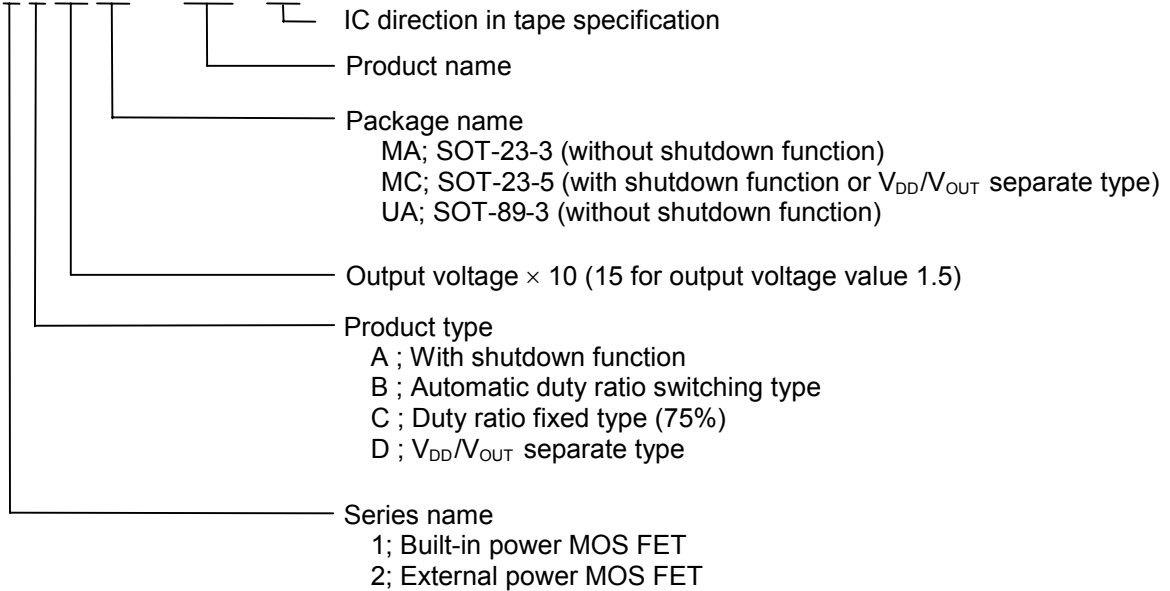 IC direction in tape specification
Product name
Package name
MA; SOT-23-3 (without shutdown function)
MC; SOT-23-5 (with shutdown function or VDD/VOUT separate type)
UA; SOT-89-3 (without shutdown function)
Output voltage × 10 (15 for output voltage value 1.5)
Product type
A ; With shutdown function
B ; Automatic duty ratio switching type
C ; Duty ratio fixed type (75%)
D ; VDD/VOUT separate type
Series name
1; Built-in power MOS FET
2; External power MOS FET